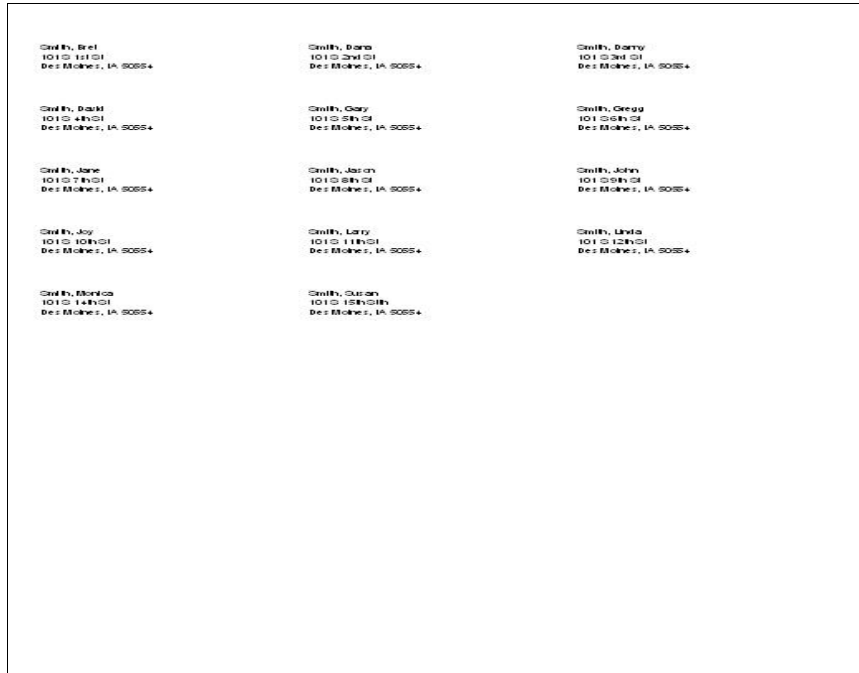 Smith, Bret
101 S 1st St
Des Moines, IA 50554
Smith, Dana
101 S 2nd St
Des Moines, IA 50554
Smith, Danny
101 S 3rd St
Des Moines, IA 50554
Smith, David
101 S 4th St
Des Moines, IA 50554
Smith, Gary
101 S 5th St
Des Moines, IA 50554
Smith, Gregg
101 S 6th St
Des Moines, IA 50554
Smith, Jane
101 S 7th St
Des Moines, IA 50554
Smith, Jason
101 S 8th St
Des Moines, IA 50554
Smith, John
101 S 9th St
Des Moines, IA 50554
Smith, Joy
101 S 10th St
Des Moines, IA 50554
Smith, Larry
101 S 11th St
Des Moines, IA 50554
Smith, Linda
101 S 12th St
Des Moines, IA 50554
Smith, Monica
101 S 14th St
Des Moines, IA 50554
Smith, Susan
101 S 15th Sth
Des Moines, IA 50554